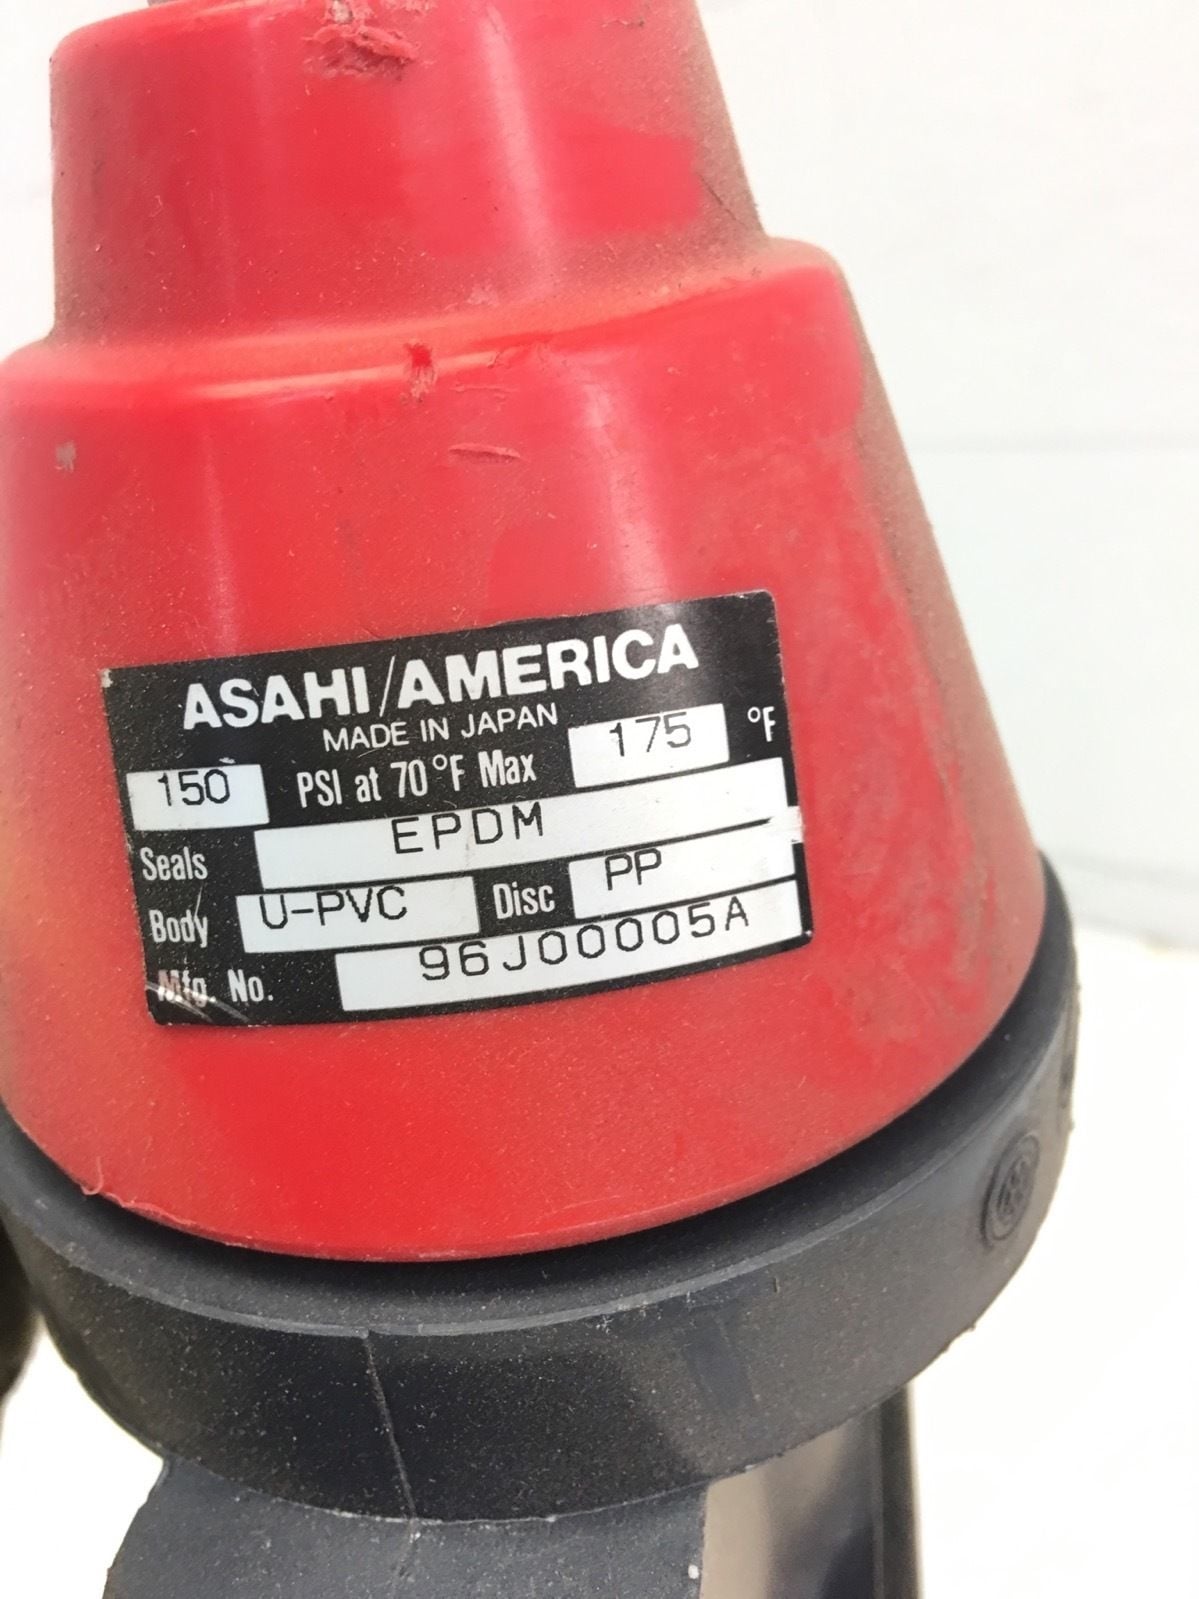 ASAHI/AMERICA
MADE IN JAPAN
150 PSI at 70°F Max 175 °F
Seals EPDM
Body U-PVC Disc PP
Mfg. No. 96J00005A